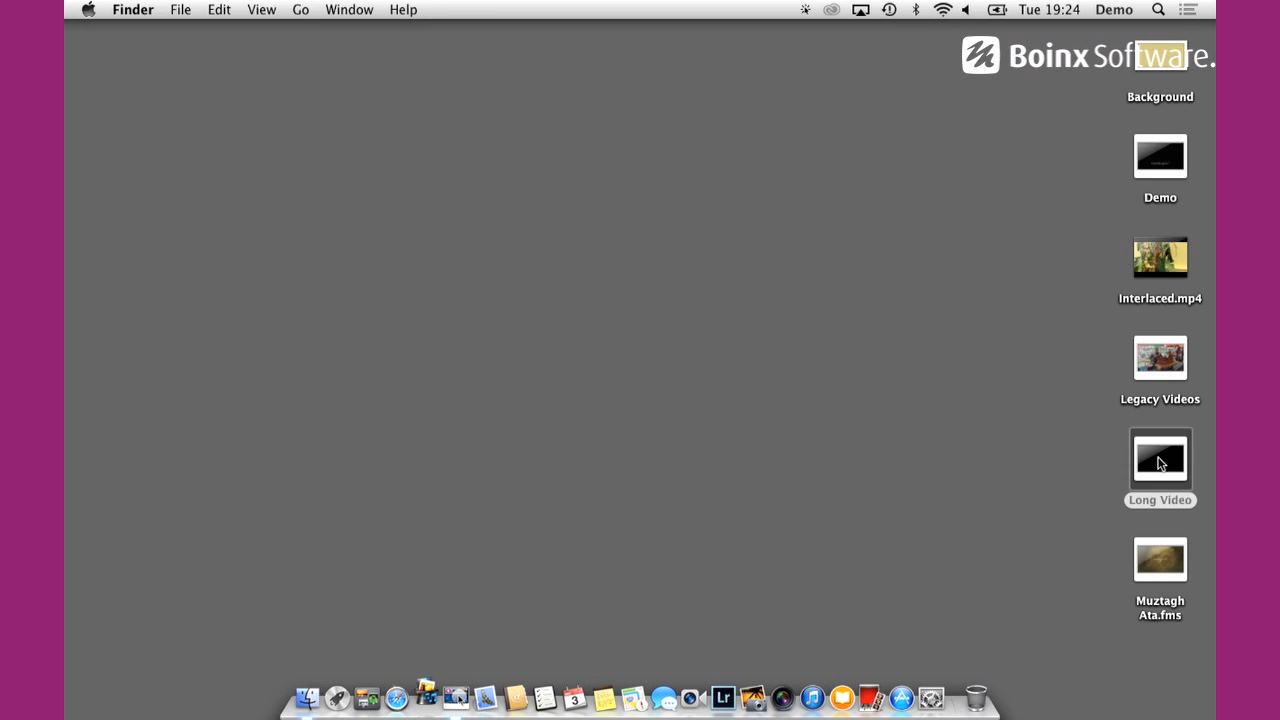 Finder File Edit View Go Window Help Tue 19:24 Demo
Boinx Software.
Background
Demo
Interlaced.mp4
Legacy Videos
Long Video
Muztagh
Ata.fms
Lr
3